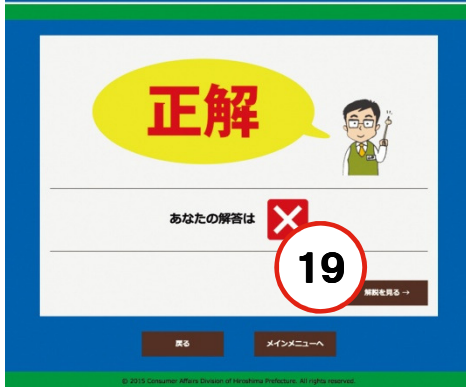 正解
あなたの解答は
19
解説を見る →
戻る
メインメニューへ
© 2015 Consumer Affairs Division of Hiroshima Prefecture. All rights reserved.